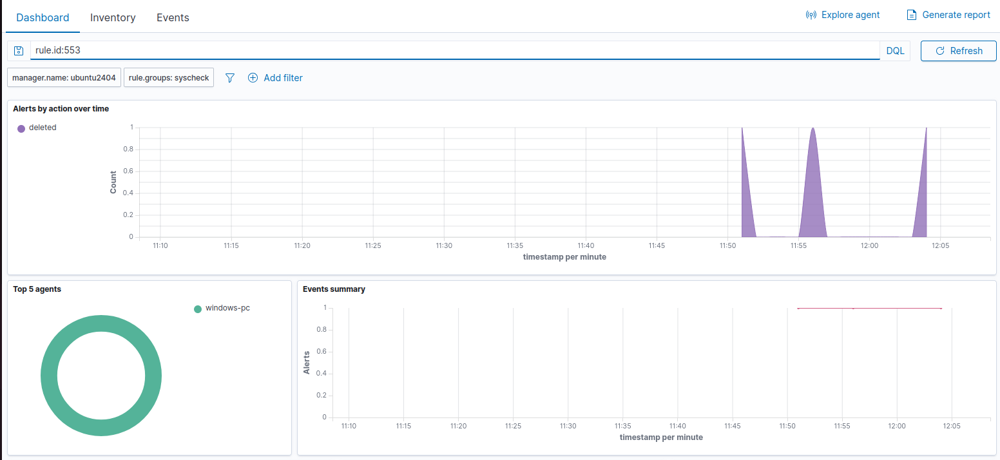 Dashboard Inventory Events Explore agent Generate report
rule.id:553 DQL Refresh
manager.name: ubuntu2404 rule.groups: syscheck Add filter
Alerts by action over time
deleted
1
0.8
0.6
0.4
0.2
0
Count
11:10 11:15 11:20 11:25 11:30 11:35 11:40 11:45 11:50 11:55 12:00 12:05
timestamp per minute
Top 5 agents
windows-pc
Events summary
1
0.8
0.6
0.4
0.2
0
Alerts
11:10 11:15 11:20 11:25 11:30 11:35 11:40 11:45 11:50 11:55 12:00 12:05
timestamp per minute